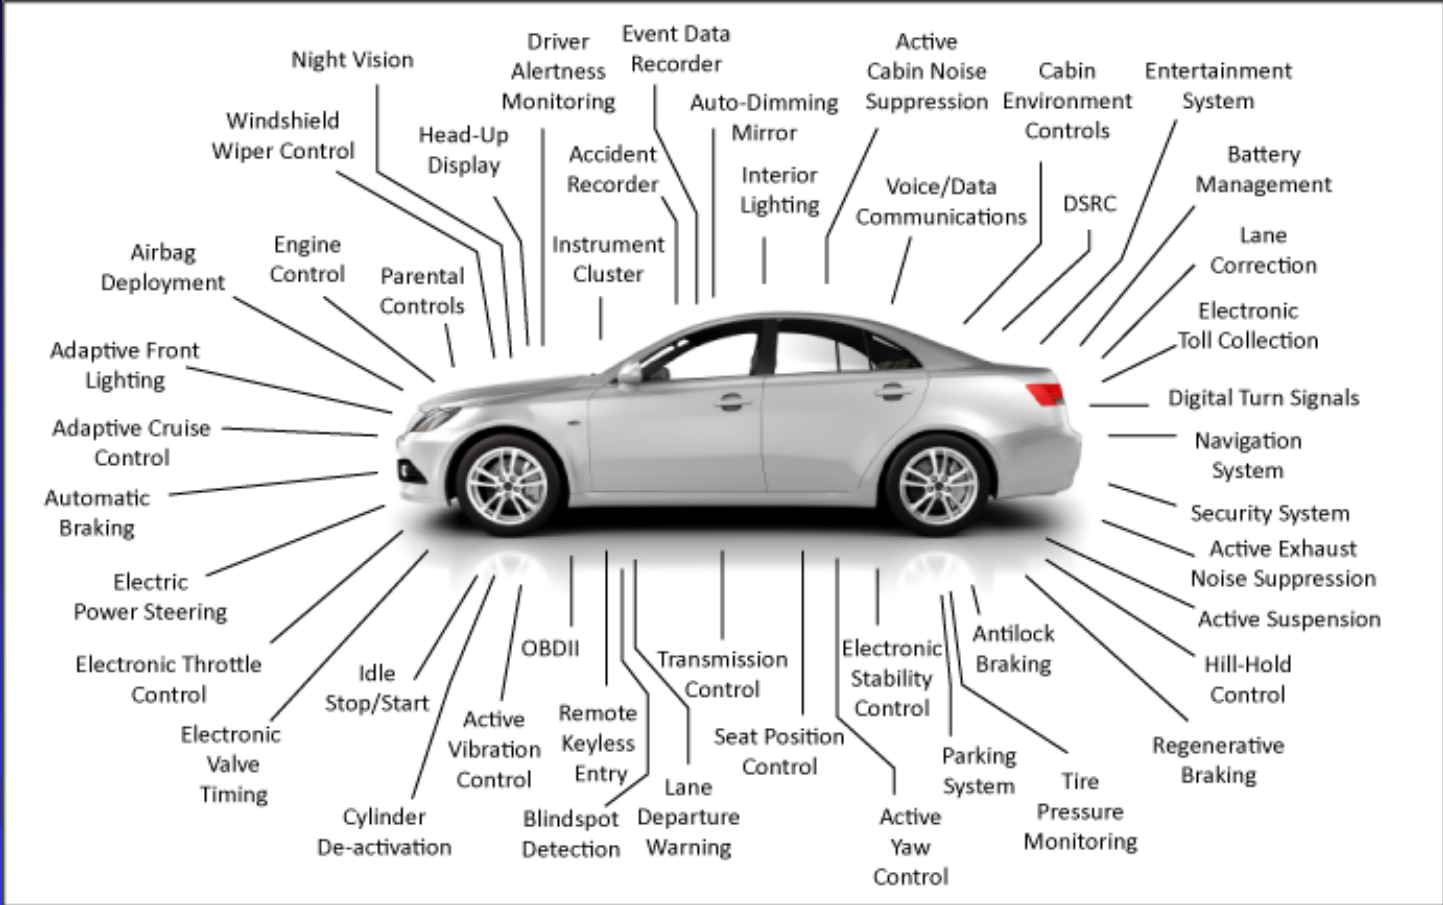 Night Vision
Driver
Alertness
Monitoring
Event Data
Recorder
Active
Cabin Noise
Suppression
Cabin
Environment
Controls
Entertainment
System
Windshield
Wiper Control
Head-Up
Display
Accident
Recorder
Auto-Dimming
Mirror
Interior
Lighting
Voice/Data
Communications
DSRC
Battery
Management
Airbag
Deployment
Engine
Control
Parental
Controls
Instrument
Cluster
Lane
Correction
Electronic
Toll Collection
Adaptive Front
Lighting
Digital Turn Signals
Adaptive Cruise
Control
Navigation
System
Automatic
Braking
Security System
Active Exhaust
Noise Suppression
Electric
Power Steering
Active Suspension
Electronic Throttle
Control
Idle
Stop/Start
OBDII
Transmission
Control
Electronic
Stability
Control
Antilock
Braking
Hill-Hold
Control
Electronic
Valve
Timing
Active
Vibration
Control
Remote
Keyless
Entry
Seat Position
Control
Parking
System
Regenerative
Braking
Cylinder
De-activation
Blindspot
Detection
Lane
Departure
Warning
Active
Yaw
Control
Tire
Pressure
Monitoring